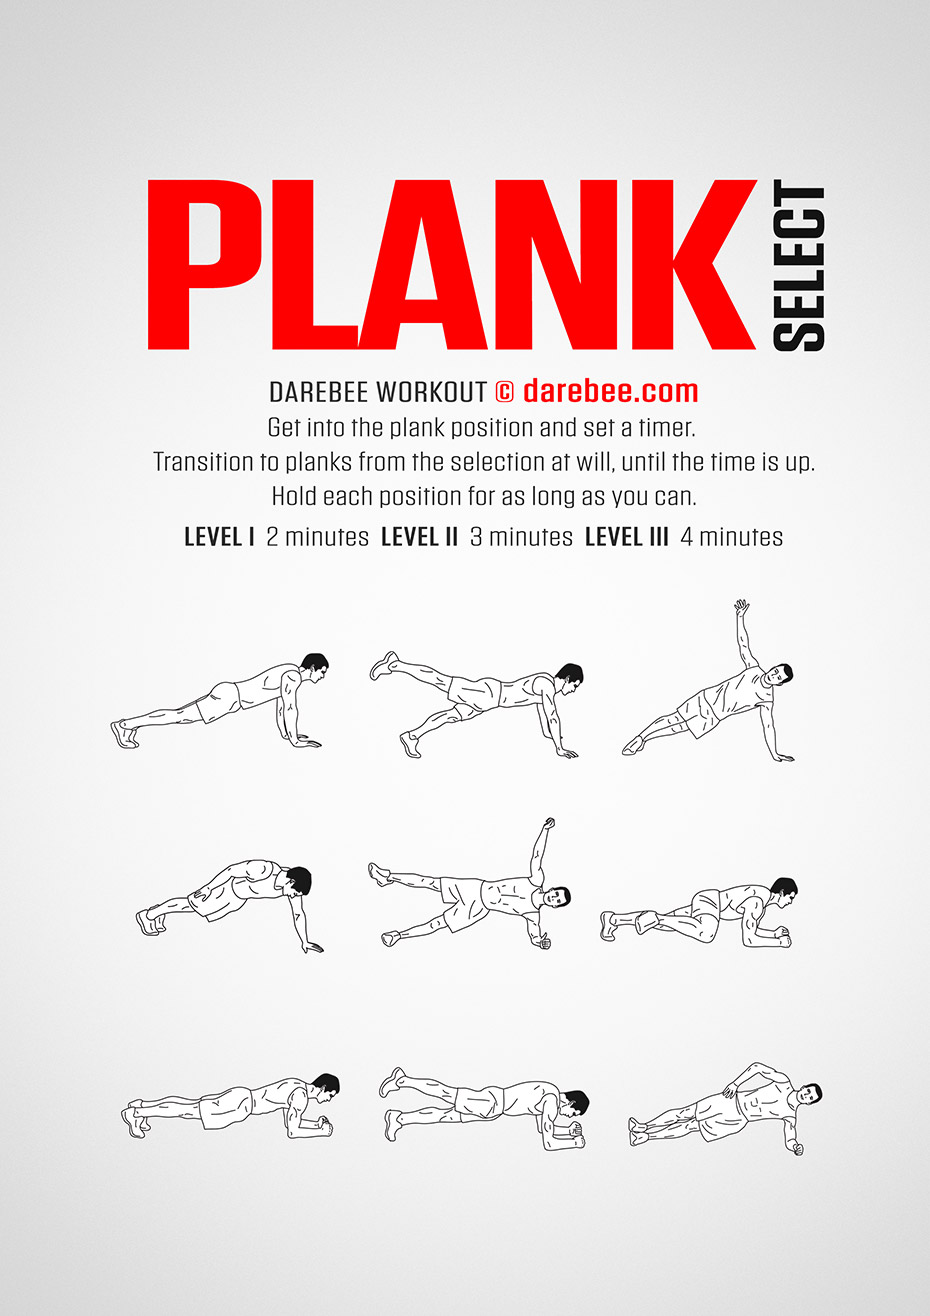 PLANK SELECT
DAREBEE WORKOUT © darebee.com
Get into the plank position and set a timer.
Transition to planks from the selection at will, until the time is up.
Hold each position for as long as you can.
LEVEL I 2 minutes LEVEL II 3 minutes LEVEL III 4 minutes